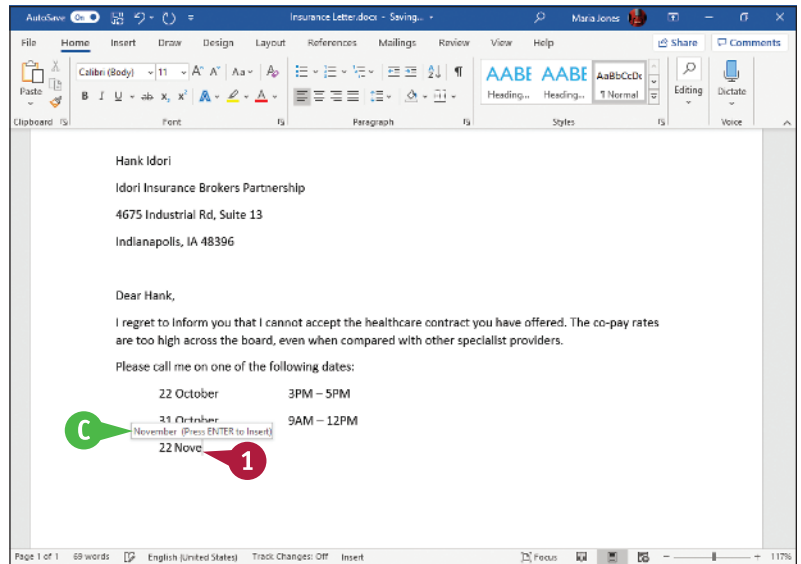 AutoSave On Insurance Letter.docx - Saving... Maria Jones
File Home Insert Draw Design Layout References Mailings Review View Help Share Comments
Calibri (Body) 11 A A Aa A AABE AABE AaBbCcDc
Paste B I U ab x, x² A A Heading... Heading... ¶ Normal Editing Dictate
Clipboard Font Paragraph Styles Voice
Hank Idori
Idori Insurance Brokers Partnership
4675 Industrial Rd, Suite 13
Indianapolis, IA 48396
Dear Hank,
I regret to inform you that I cannot accept the healthcare contract you have offered. The co-pay rates
are too high across the board, even when compared with other specialist providers.
Please call me on one of the following dates:
22 October 3PM – 5PM
31 October 9AM – 12PM
C November (Press ENTER to Insert)
22 Nove 1
Page 1 of 1 69 words English (United States) Track Changes: Off Insert Focus 117%